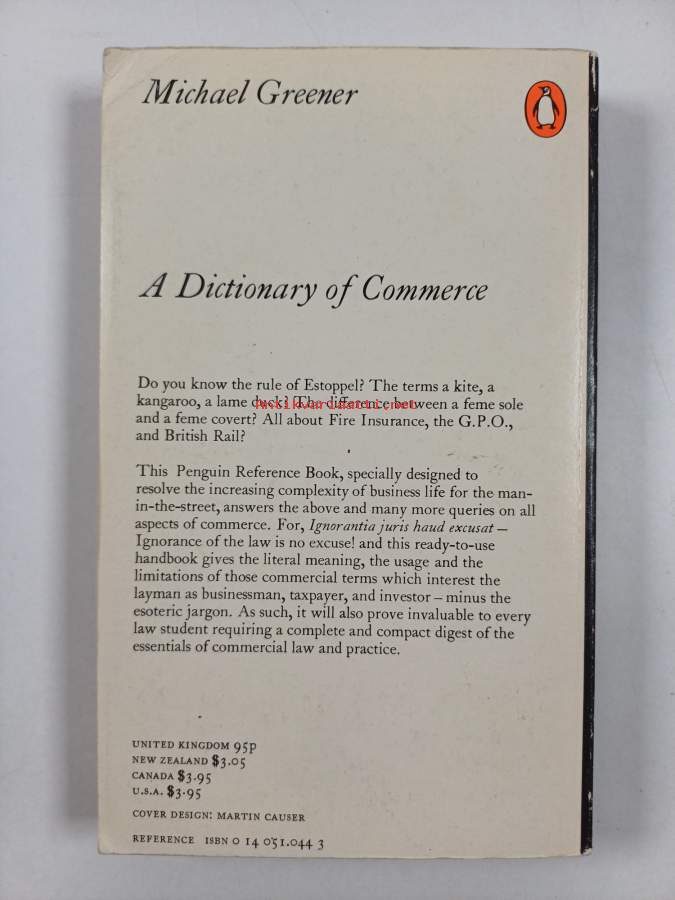 Michael Greener
A Dictionary of Commerce
Do you know the rule of Estoppel? The terms a kite, a
kangaroo, a lame duck? The difference between a feme sole
Antikvariaatti.net
and a feme covert? All about Fire Insurance, the G.P.O.,
and British Rail?
This Penguin Reference Book, specially designed to
resolve the increasing complexity of business life for the man-
in-the-street, answers the above and many more queries on all
aspects of commerce. For, Ignorantia juris haud excusat –
Ignorance of the law is no excuse! and this ready-to-use
handbook gives the literal meaning, the usage and the
limitations of those commercial terms which interest the
layman as businessman, taxpayer, and investor – minus the
esoteric jargon. As such, it will also prove invaluable to every
law student requiring a complete and compact digest of the
essentials of commercial law and practice.
UNITED KINGDOM 95p
NEW ZEALAND $3.05
CANADA $3.95
U.S.A. $3.95
COVER DESIGN: MARTIN CAUSER
REFERENCE ISBN 0 14 051.044 3